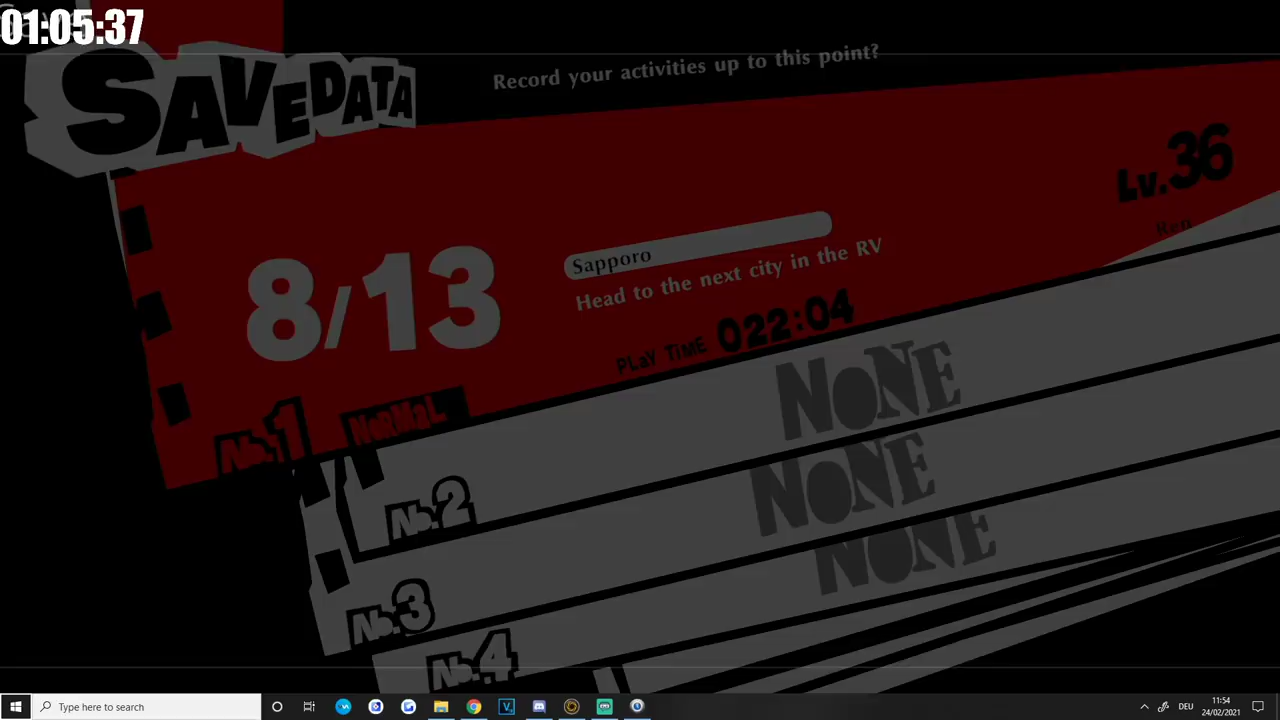 01:05:37
SAVEDATA
Record your activities up to this point?
Lv.36
Ren
8/13
Sapporo
Head to the next city in the RV
PLaY TiME 022:04
No.1 NoRMaL
NoNE
No.2
NoNE
No.3
NoNE
No.4
Type here to search
DEU
11:54
24/02/2021